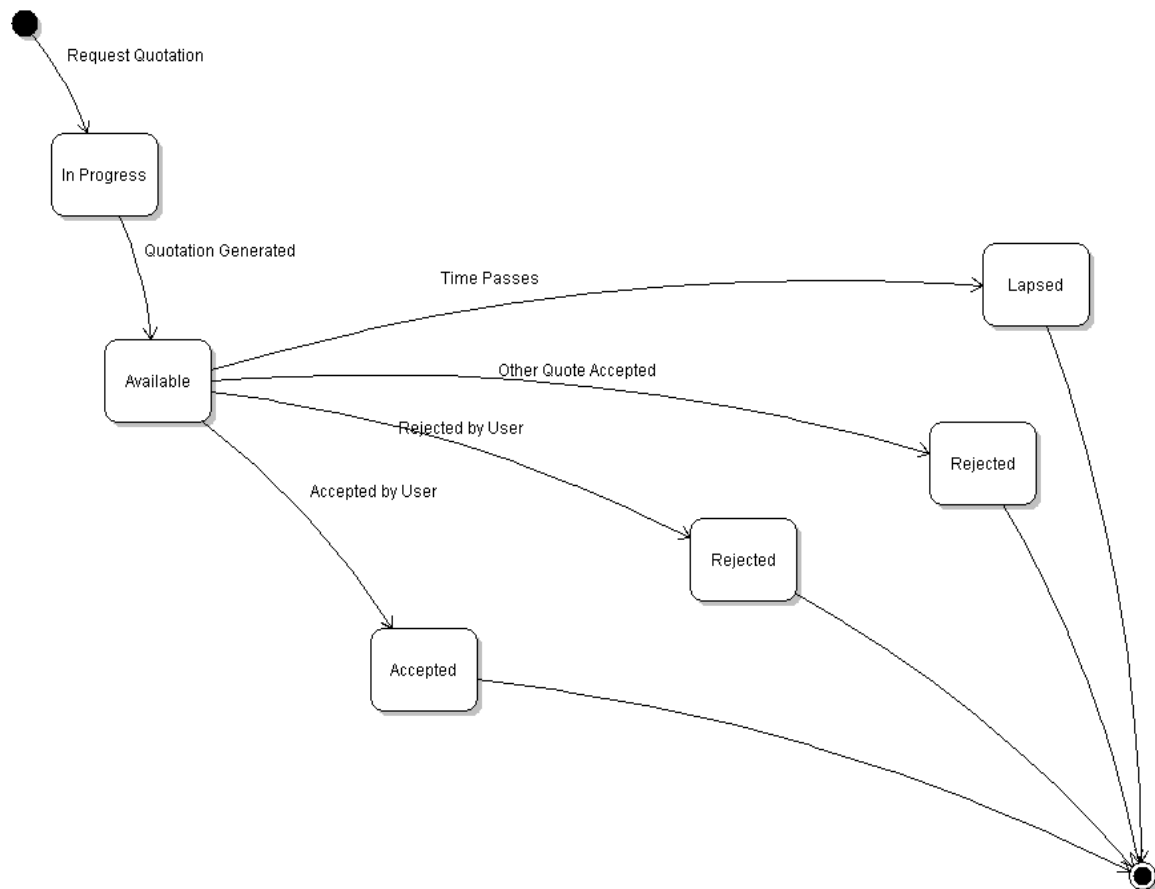 Request Quotation
In Progress
Quotation Generated
Time Passes
Lapsed
Available
Other Quote Accepted
Rejected by User
Rejected
Accepted by User
Rejected
Accepted